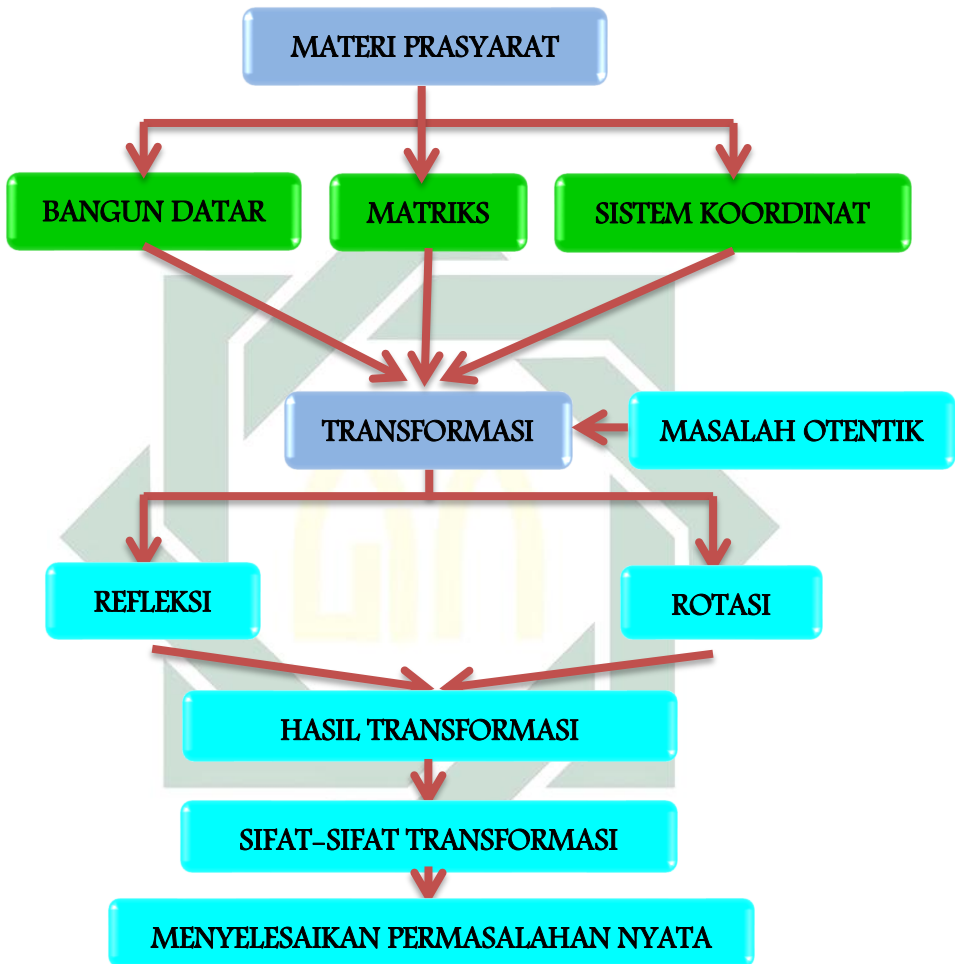 MATERI PRASYARAT
BANGUN DATAR
MATRIKS
SISTEM KOORDINAT
TRANSFORMASI
MASALAH OTENTIK
REFLEKSI
ROTASI
HASIL TRANSFORMASI
SIFAT-SIFAT TRANSFORMASI
MENYELESAIKAN PERMASALAHAN NYATA